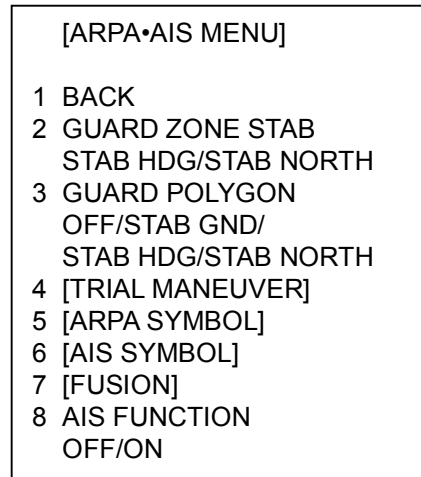 [ARPA•AIS MENU]
1 BACK
2 GUARD ZONE STAB
STAB HDG/STAB NORTH
3 GUARD POLYGON
OFF/STAB GND/
STAB HDG/STAB NORTH
4 [TRIAL MANEUVER]
5 [ARPA SYMBOL]
6 [AIS SYMBOL]
7 [FUSION]
8 AIS FUNCTION
OFF/ON